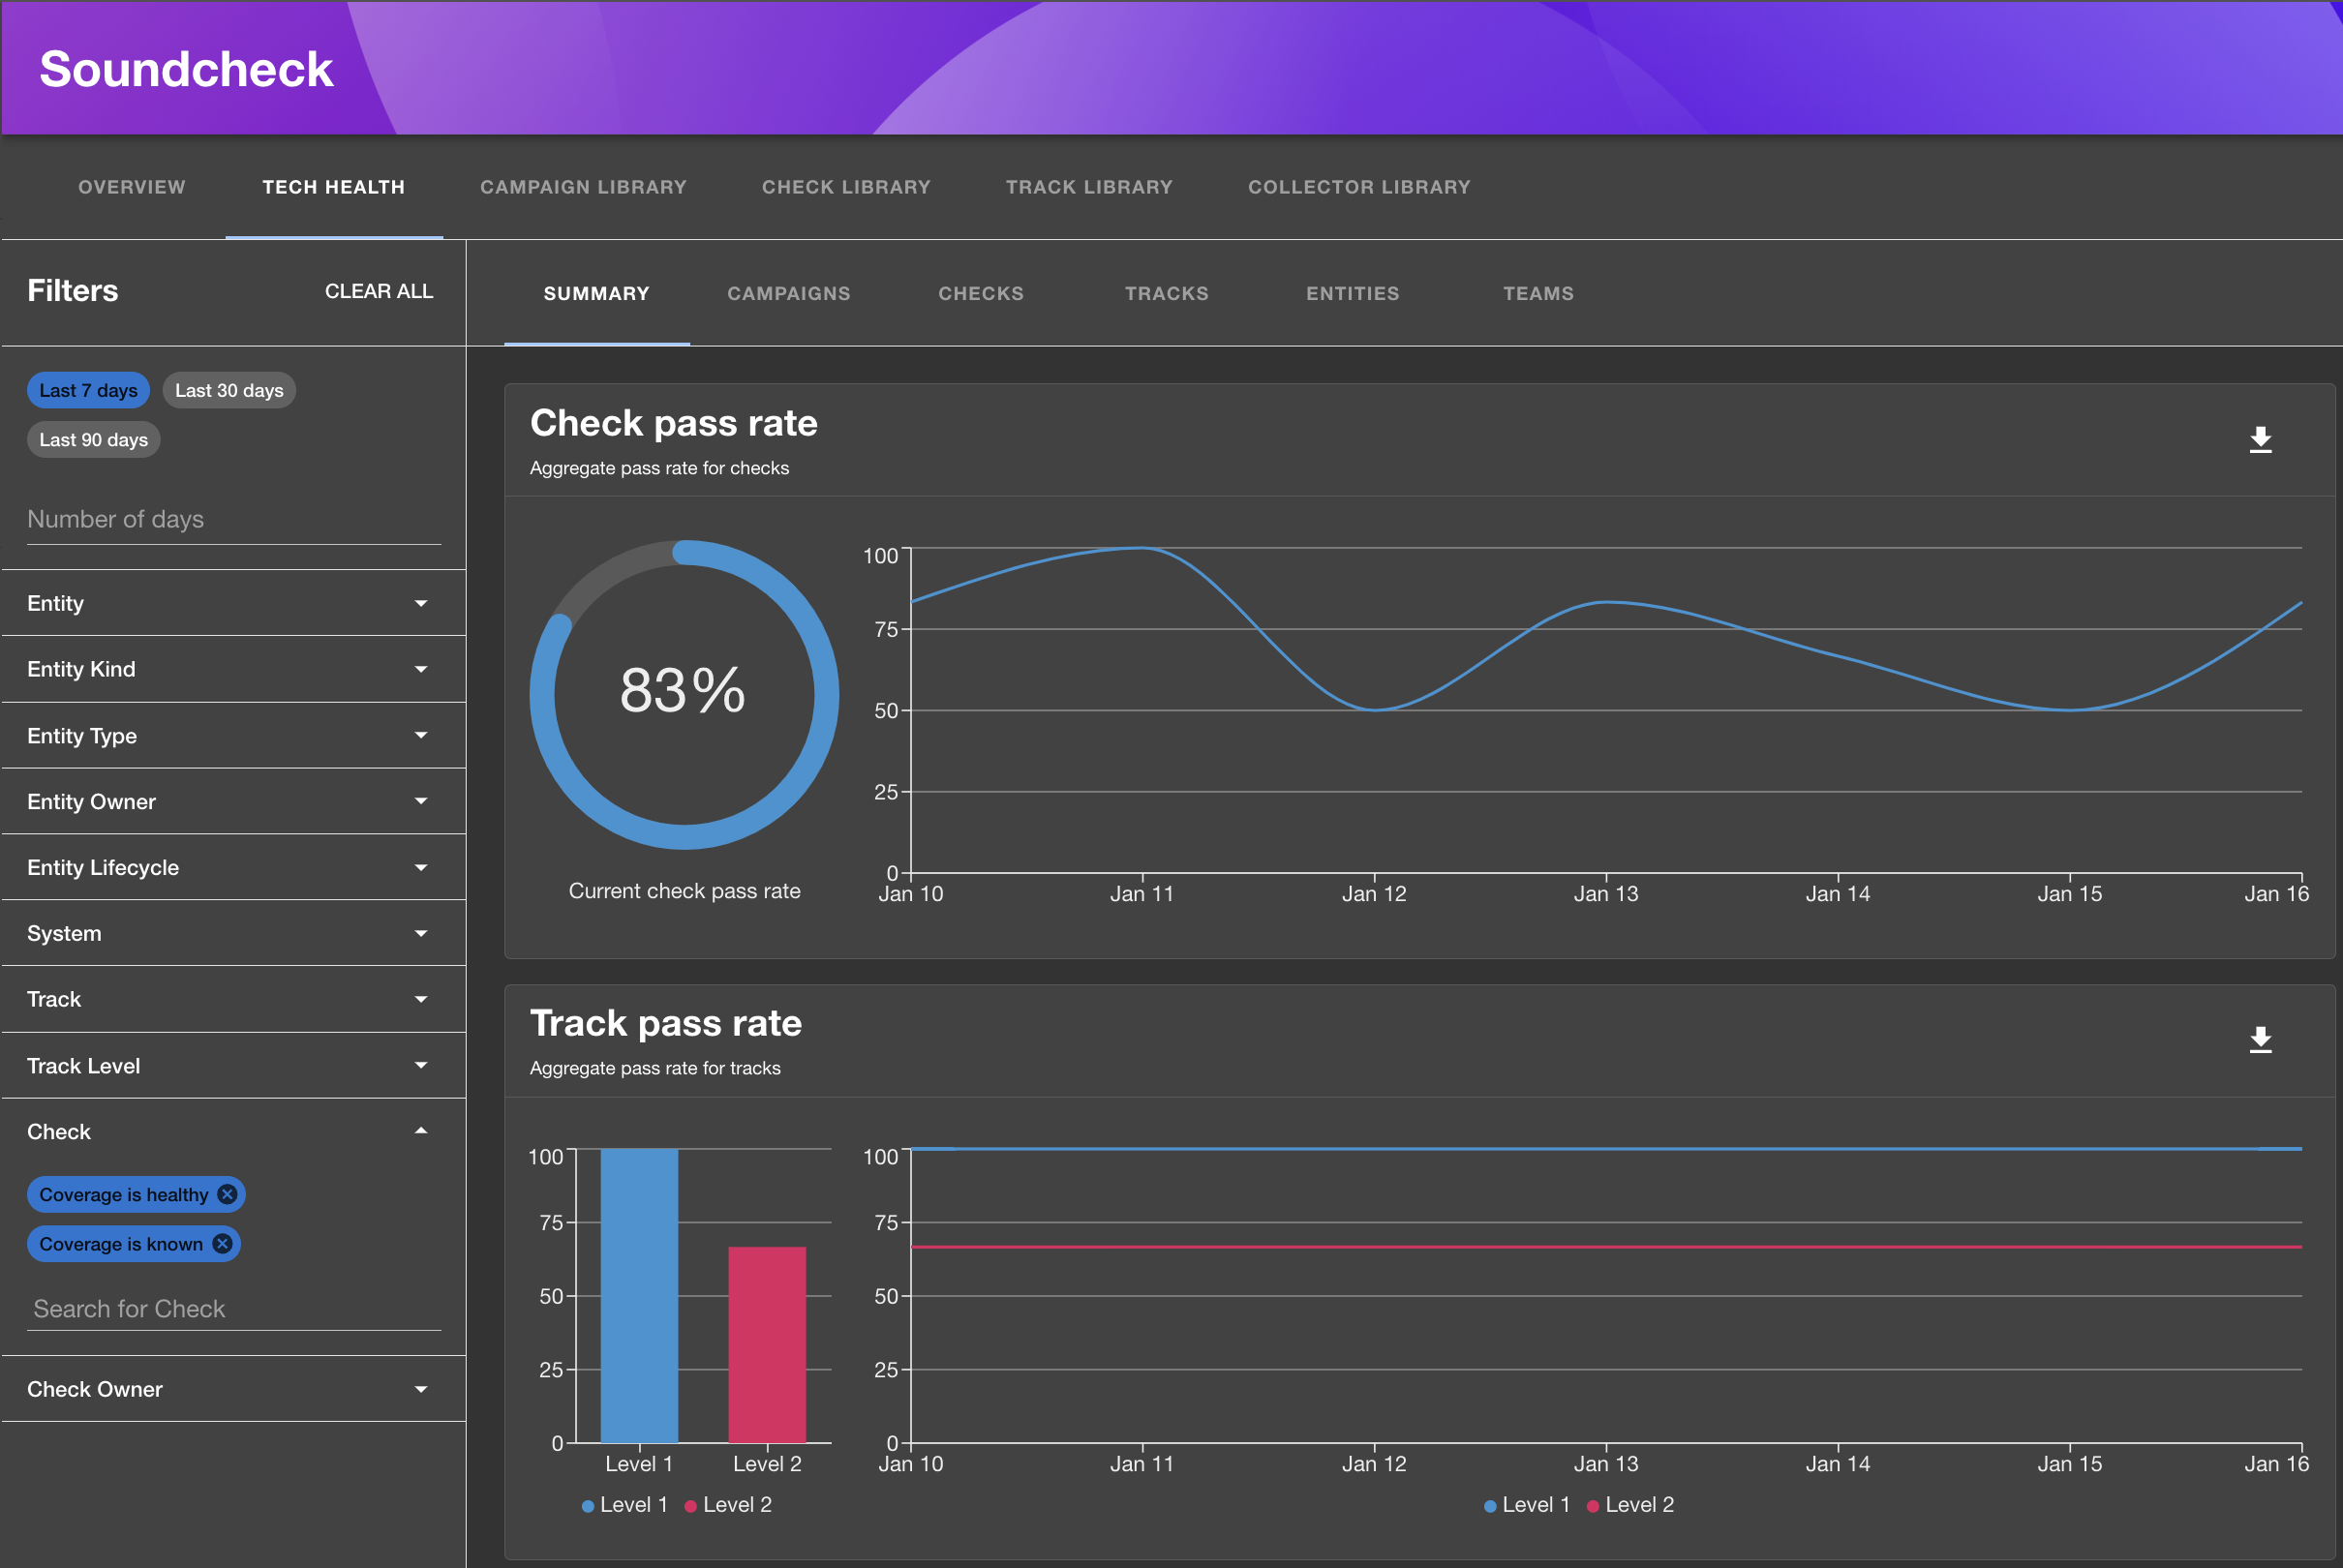 Soundcheck
OVERVIEW
TECH HEALTH
CAMPAIGN LIBRARY
CHECK LIBRARY
TRACK LIBRARY
COLLECTOR LIBRARY
Filters
CLEAR ALL
Last 7 days
Last 30 days
Last 90 days
Number of days
Entity
Entity Kind
Entity Type
Entity Owner
Entity Lifecycle
System
Track
Track Level
Check
Coverage is healthy
Coverage is known
Search for Check
Check Owner
SUMMARY
CAMPAIGNS
CHECKS
TRACKS
ENTITIES
TEAMS
Check pass rate
Aggregate pass rate for checks
83%
Current check pass rate
100
75
50
25
0
Jan 10
Jan 11
Jan 12
Jan 13
Jan 14
Jan 15
Jan 16
Track pass rate
Aggregate pass rate for tracks
100
75
50
25
0
Level 1
Level 2
Level 1
Level 2
100
75
50
25
0
Jan 10
Jan 11
Jan 12
Jan 13
Jan 14
Jan 15
Jan 16
Level 1
Level 2